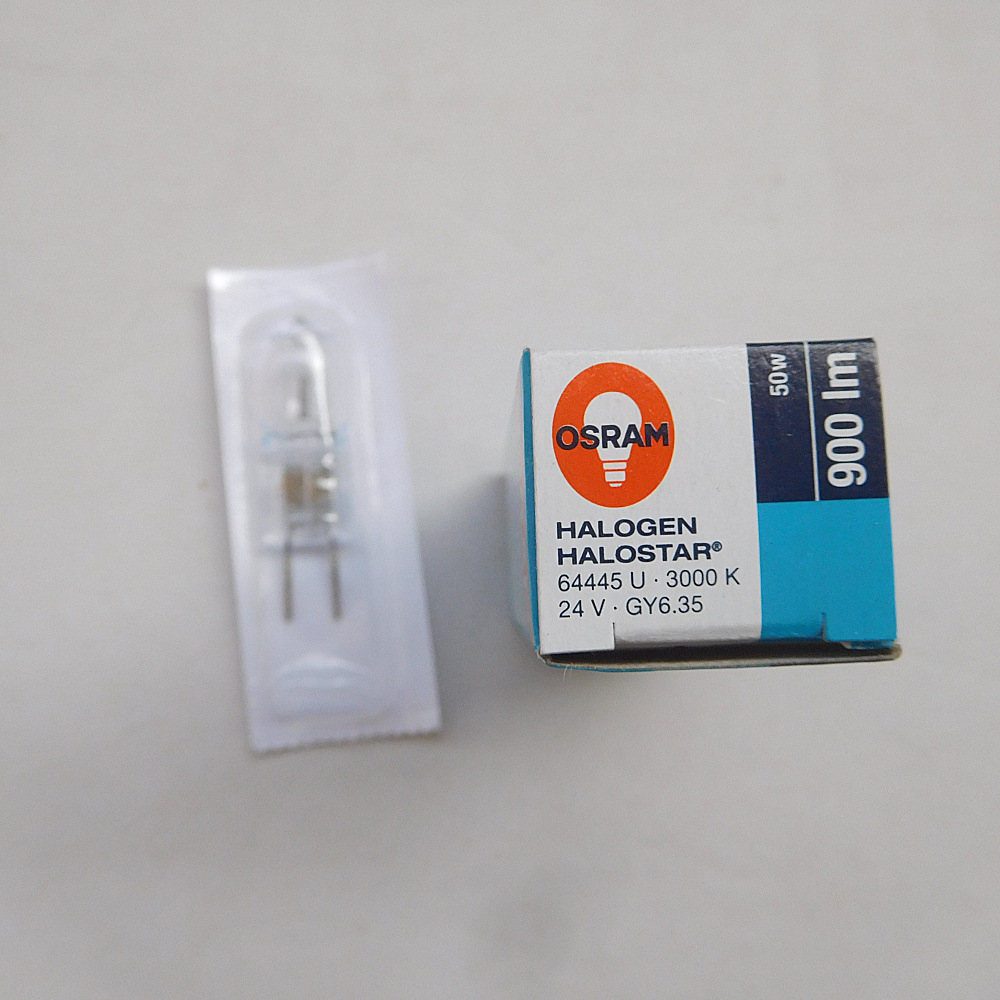 OSRAM
HALOGEN
HALOSTAR®
64445 U · 3000 K
24 V · GY6.35
50w
900 lm